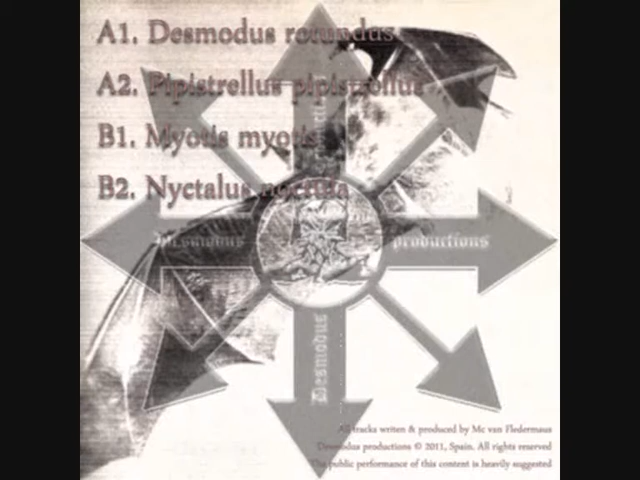 A1. Desmodus rotundus
A2. Pipistrellus pipistrellus
B1. Myotis myotis
B2. Nyctalus noctula
Desmodus productions
Desmodus
All tracks writen & produced by Mc van Fledermaus
Desmodus productions © 2011, Spain. All rights reserved
The public performance of this content is heavily suggested